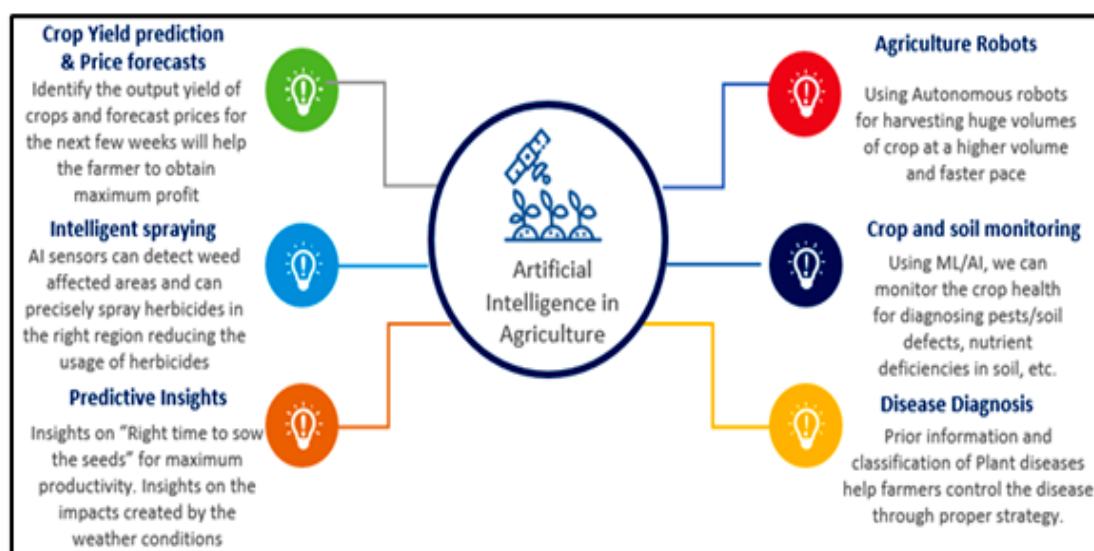 Crop Yield prediction
& Price forecasts
Identify the output yield of
crops and forecast prices for
the next few weeks will help
the farmer to obtain
maximum profit
Intelligent spraying
AI sensors can detect weed
affected areas and can
precisely spray herbicides in
the right region reducing the
usage of herbicides
Predictive Insights
Insights on “Right time to sow
the seeds” for maximum
productivity. Insights on the
impacts created by the
weather conditions
Artificial
Intelligence in
Agriculture
Agriculture Robots
Using Autonomous robots
for harvesting huge volumes
of crop at a higher volume
and faster pace
Crop and soil monitoring
Using ML/AI, we can
monitor the crop health
for diagnosing pests/soil
defects, nutrient
deficiencies in soil, etc.
Disease Diagnosis
Prior information and
classification of Plant diseases
help farmers control the disease
through proper strategy.